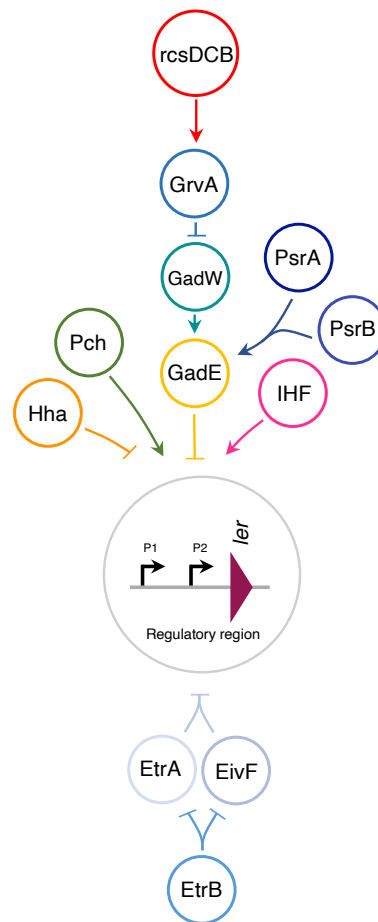 rcsDCB
GrvA
GadW
PsrA
PsrB
Pch
GadE
IHF
Hha
P1
P2
ler
Regulatory region
EtrA
EivF
EtrB